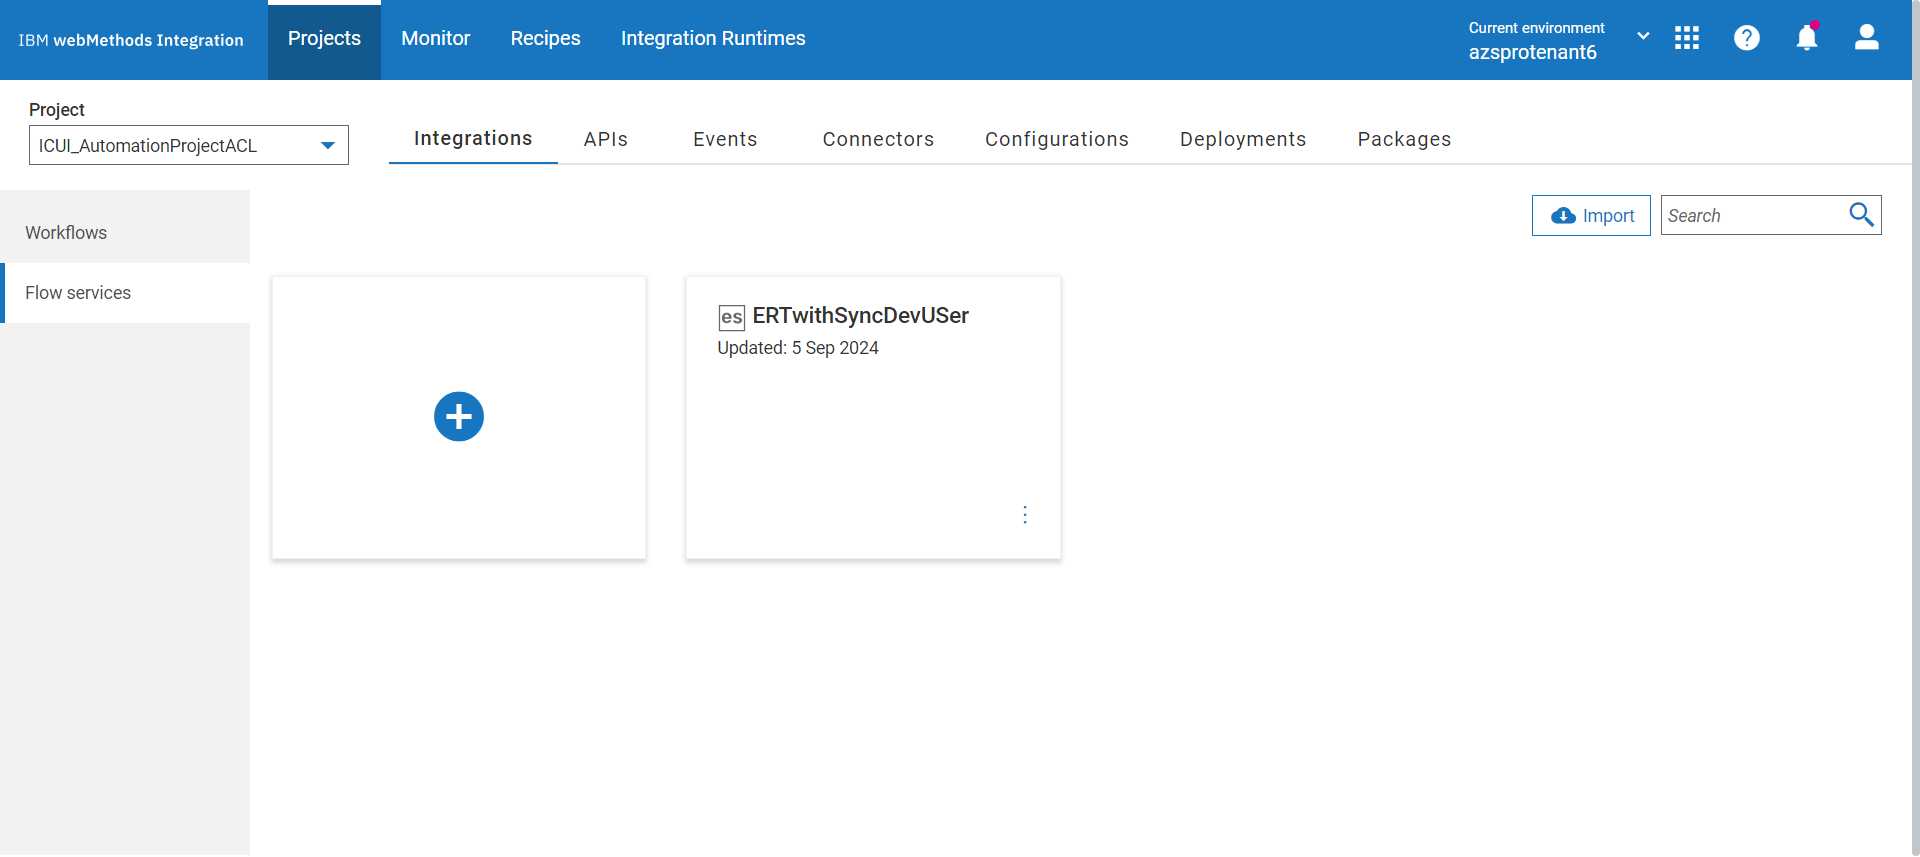 IBM webMethods Integration
Projects
Monitor
Recipes
Integration Runtimes
Current environment
azsprotenant6
Project
ICUI_AutomationProjectACL
Integrations
APIs
Events
Connectors
Configurations
Deployments
Packages
Workflows
Flow services
Import
Search
es ERTwithSyncDevUSer
Updated: 5 Sep 2024